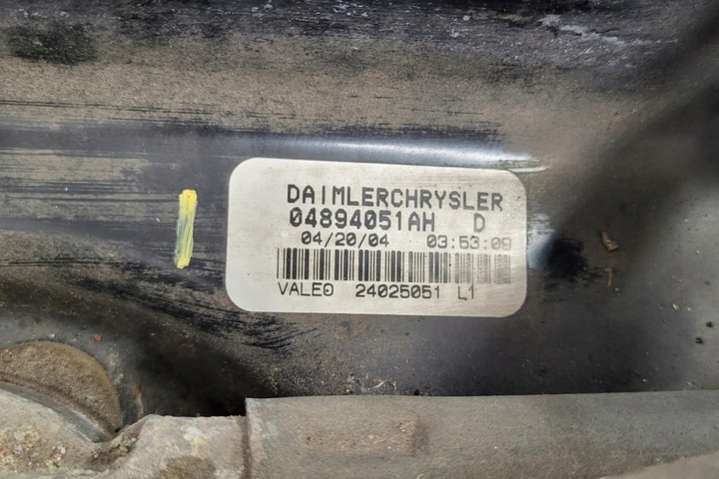 DAIMLERCHRYSLER
04894051AH D
04/20/04 03:53:09
VALEO 24025051 L1